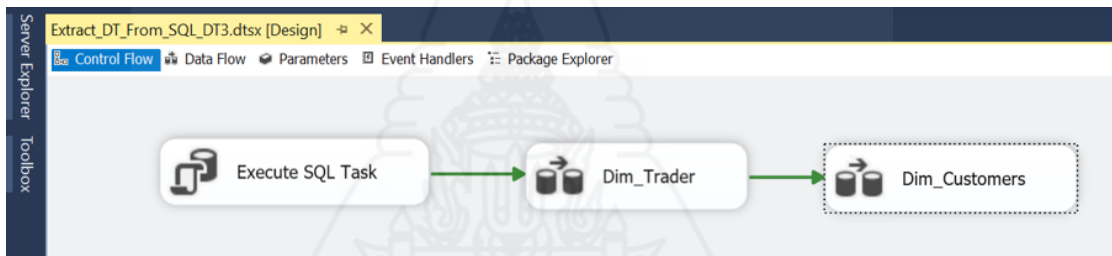 Server Explorer
Toolbox
Extract_DT_From_SQL_DT3.dtsx [Design]
Control Flow Data Flow Parameters Event Handlers Package Explorer
Execute SQL Task
Dim_Trader
Dim_Customers